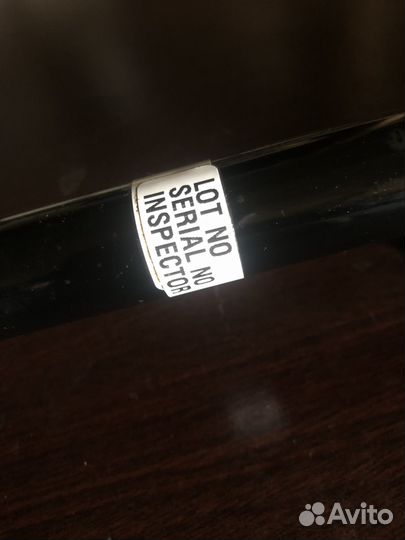 LOT NO
SERIAL NO
INSPECTOR
Avito